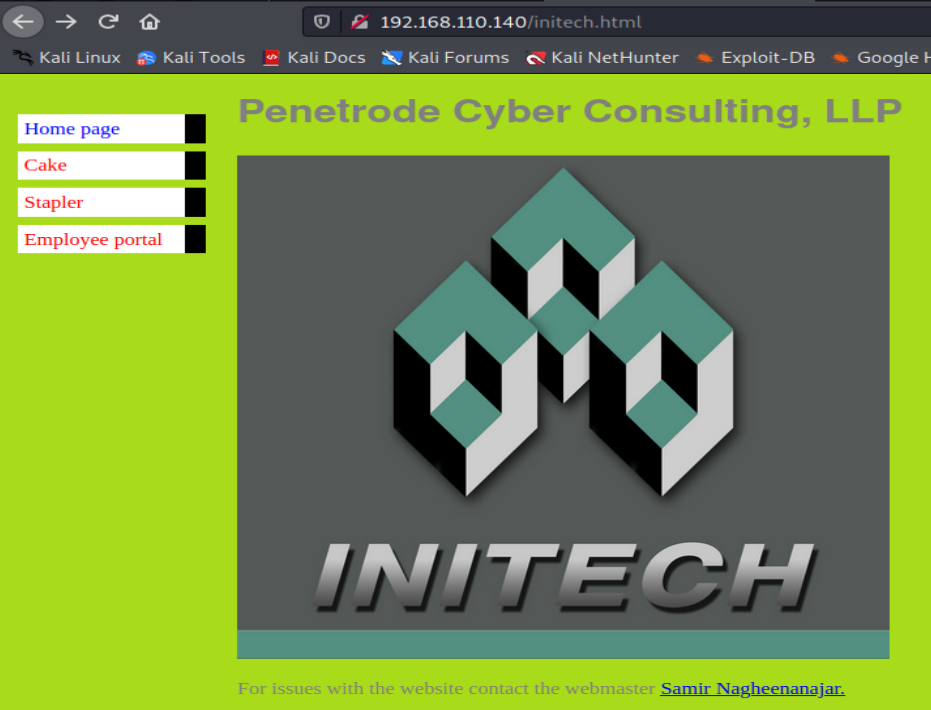 192.168.110.140/initech.html
Kali Linux Kali Tools Kali Docs Kali Forums Kali NetHunter Exploit-DB Google
Penetrode Cyber Consulting, LLP
Home page
Cake
Stapler
Employee portal
INITECH
For issues with the website contact the webmaster Samir Nagheenanajar.